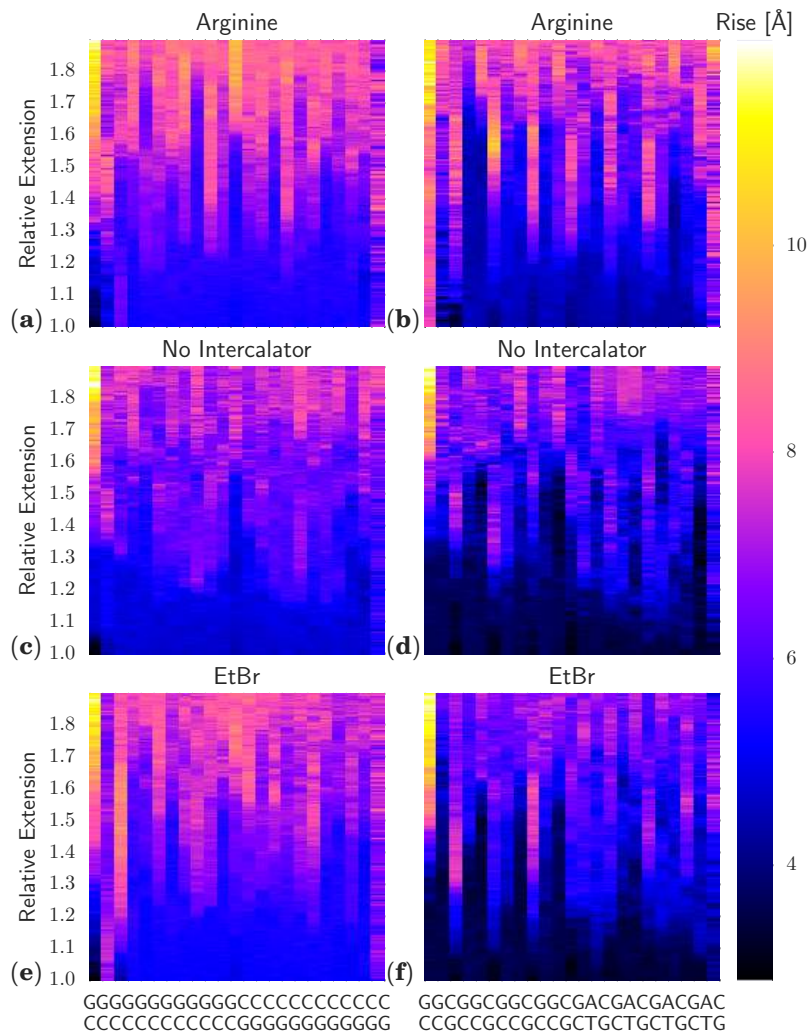 Arginine
Arginine
Rise [Å]
Relative Extension
1.8
1.7
1.6
1.5
1.4
1.3
1.2
1.1
1.0
(a)
(b)
No Intercalator
No Intercalator
Relative Extension
1.8
1.7
1.6
1.5
1.4
1.3
1.2
1.1
1.0
(c)
(d)
EtBr
EtBr
Relative Extension
1.8
1.7
1.6
1.5
1.4
1.3
1.2
1.1
1.0
(e)
(f)
10
8
6
4
GGGGGGGGGGGGCCCCCCCCCCCC
CCCCCCCCCCCCGGGGGGGGGGGG
GGCGGCGGCGGCGACGACGACGAC
CCGCCGCCGCCGCTGCTGCTGCTG